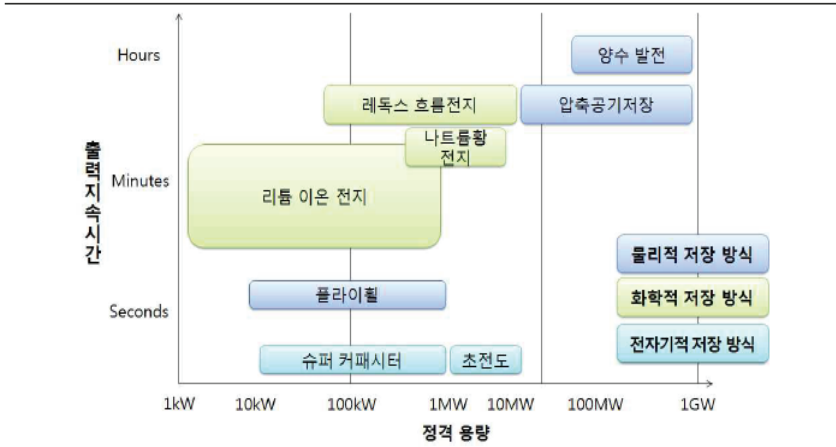 Hours
양수 발전
레독스 흐름전지
압축공기저장
나트륨황
전지
출력지속시간
Minutes
리튬 이온 전지
물리적 저장 방식
플라이휠
화학적 저장 방식
Seconds
전자기적 저장 방식
슈퍼 커패시터
초전도
1kW 10kW 100kW 1MW 10MW 100MW 1GW
정격 용량